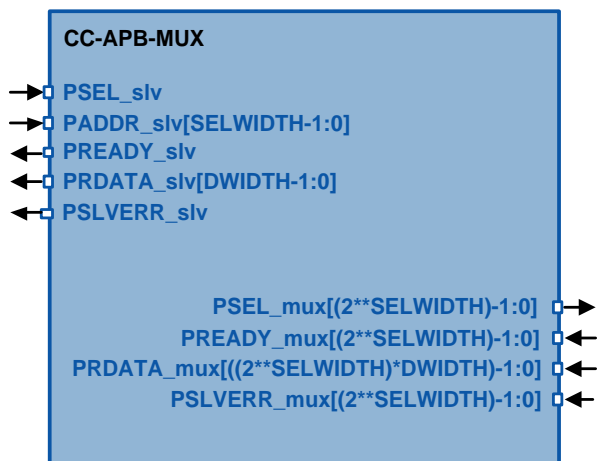 CC-APB-MUX
PSEL_slv
PADDR_slv[SELWIDTH-1:0]
PREADY_slv
PRDATA_slv[DWIDTH-1:0]
PSLVERR_slv
PSEL_mux[(2**SELWIDTH)-1:0]
PREADY_mux[(2**SELWIDTH)-1:0]
PRDATA_mux[((2**SELWIDTH)*DWIDTH)-1:0]
PSLVERR_mux[(2**SELWIDTH)-1:0]